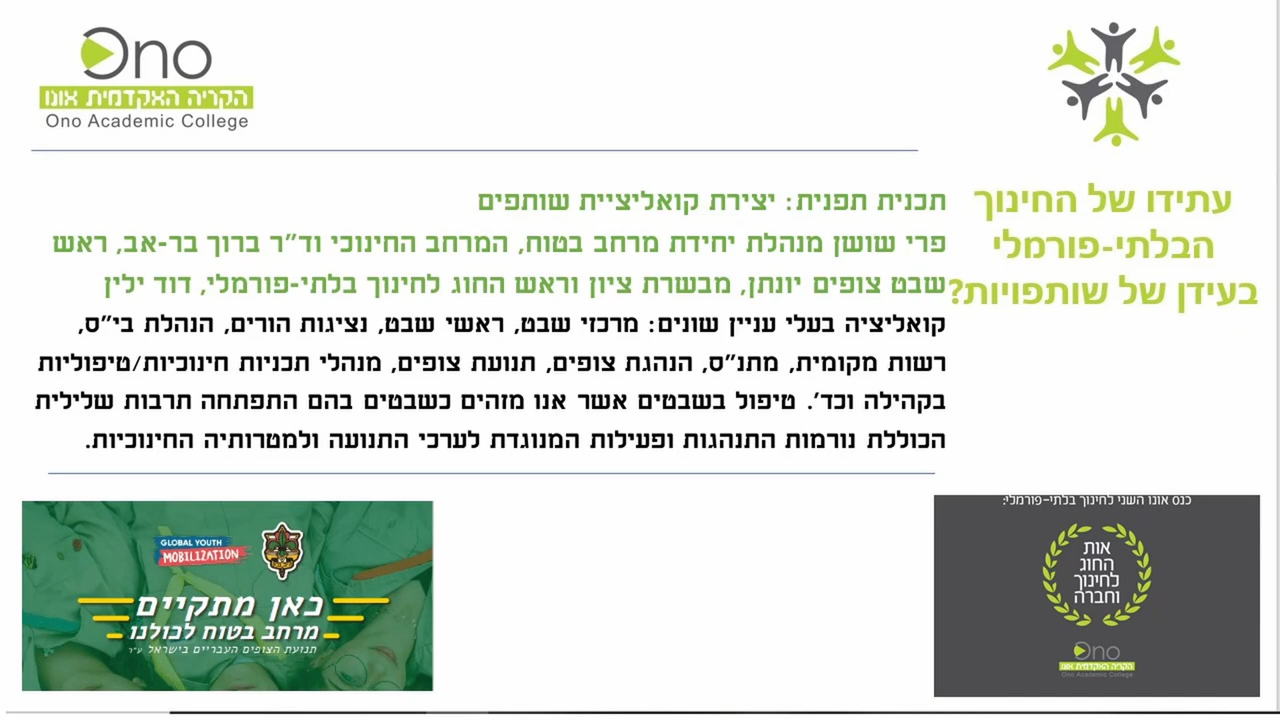 Ono
הקריה האקדמית אונו
Ono Academic College
עתידו של החינוך
הבלתי-פורמלי
בעידן של שותפויות?
תכנית תפנית: יצירת קואליציית שותפים
פרי שושן מנהלת יחידת מרחב בטוח, המרחב החינוכי וד"ר ברוך בר-אב, ראש
שבט צופים יונתן, מבשרת ציון וראש החוג לחינוך בלתי-פורמלי, דוד ילין
קואליציה בעלי עניין שונים: מרכזי שבט, ראשי שבט, נציגות הורים, הנהלת בי"ס,
רשות מקומית, מתנ"ס, הנהגת צופים, תנועת צופים, מנהלי תכניות חינוכיות/טיפוליות
בקהילה וכד'. טיפול בשבטים אשר אנו מזהים כשבטים בהם התפתחה תרבות שלילית
הכוללת נורמות התנהגות ופעילות המנוגדת לערכי התנועה ולמטרותיה החינוכיות.
GLOBAL YOUTH
MOBILIZATION
כאן מתקיים
מרחב בטוח לכולנו
תנועת הצופים העבריים בישראל ע"ר
כנס אונו השני לחינוך בלתי-פורמלי:
אות
החוג
לחינוך
וחברה
Ono
הקריה האקדמית אונו
Ono Academic College